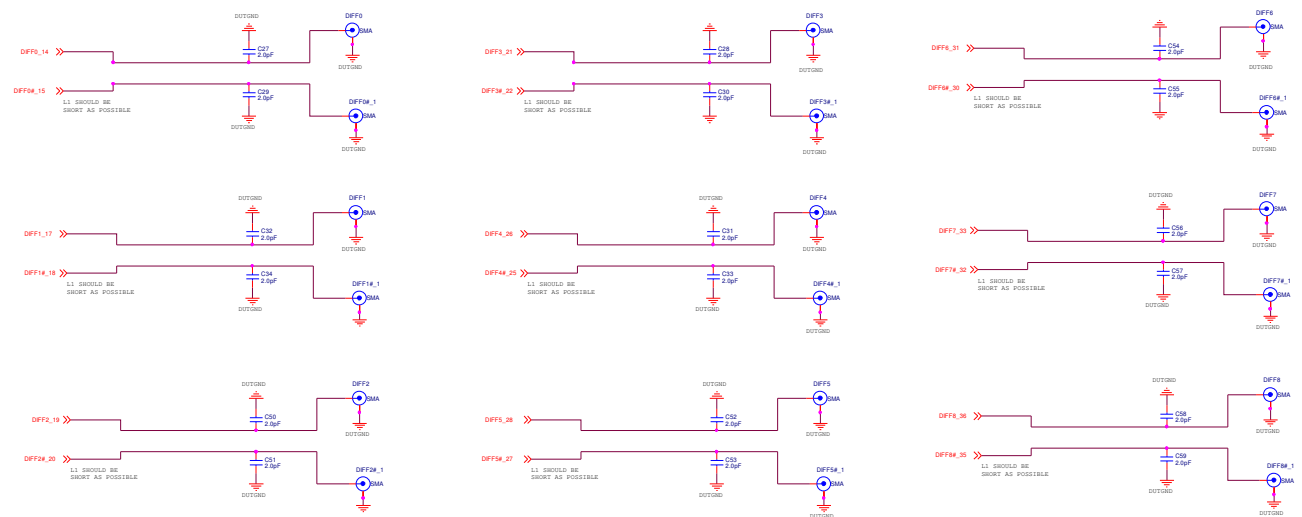 DUTGND
DIFF0
SMA
DIFF0_14
C27
2.0pF
DUTGND
DIFF0#_15
L1 SHOULD BE
SHORT AS POSSIBLE
C29
2.0pF
DIFF0#_1
SMA
DUTGND
DUTGND
DIFF3
SMA
DIFF3_21
C28
2.0pF
DUTGND
DIFF3#_22
L1 SHOULD BE
SHORT AS POSSIBLE
C30
2.0pF
DIFF3#_1
SMA
DUTGND
DUTGND
DUTGND
DIFF6
SMA
DIFF6_31
C54
2.0pF
DUTGND
DIFF6#_30
L1 SHOULD BE
SHORT AS POSSIBLE
C55
2.0pF
DIFF6#_1
SMA
DUTGND
DUTGND
DUTGND
DIFF1
SMA
DIFF1_17
C32
2.0pF
DUTGND
DIFF1#_18
L1 SHOULD BE
SHORT AS POSSIBLE
C34
2.0pF
DIFF1#_1
SMA
DUTGND
DUTGND
DIFF4
SMA
DIFF4_26
C31
2.0pF
DUTGND
DIFF4#_25
L1 SHOULD BE
SHORT AS POSSIBLE
C33
2.0pF
DIFF4#_1
SMA
DUTGND
DUTGND
DUTGND
DIFF7
SMA
DIFF7_33
C56
2.0pF
DUTGND
DIFF7#_32
L1 SHOULD BE
SHORT AS POSSIBLE
C57
2.0pF
DIFF7#_1
SMA
DUTGND
DUTGND
DUTGND
DIFF2
SMA
DIFF2_19
C50
2.0pF
DUTGND
DIFF2#_20
L1 SHOULD BE
SHORT AS POSSIBLE
C51
2.0pF
DIFF2#_1
SMA
DUTGND
DUTGND
DIFF5
SMA
DIFF5_28
C52
2.0pF
DUTGND
DIFF5#_27
L1 SHOULD BE
SHORT AS POSSIBLE
C53
2.0pF
DIFF5#_1
SMA
DUTGND
DUTGND
DUTGND
DIFF8
SMA
DIFF8_36
C58
2.0pF
DUTGND
DIFF8#_35
L1 SHOULD BE
SHORT AS POSSIBLE
C59
2.0pF
DIFF8#_1
SMA
DUTGND